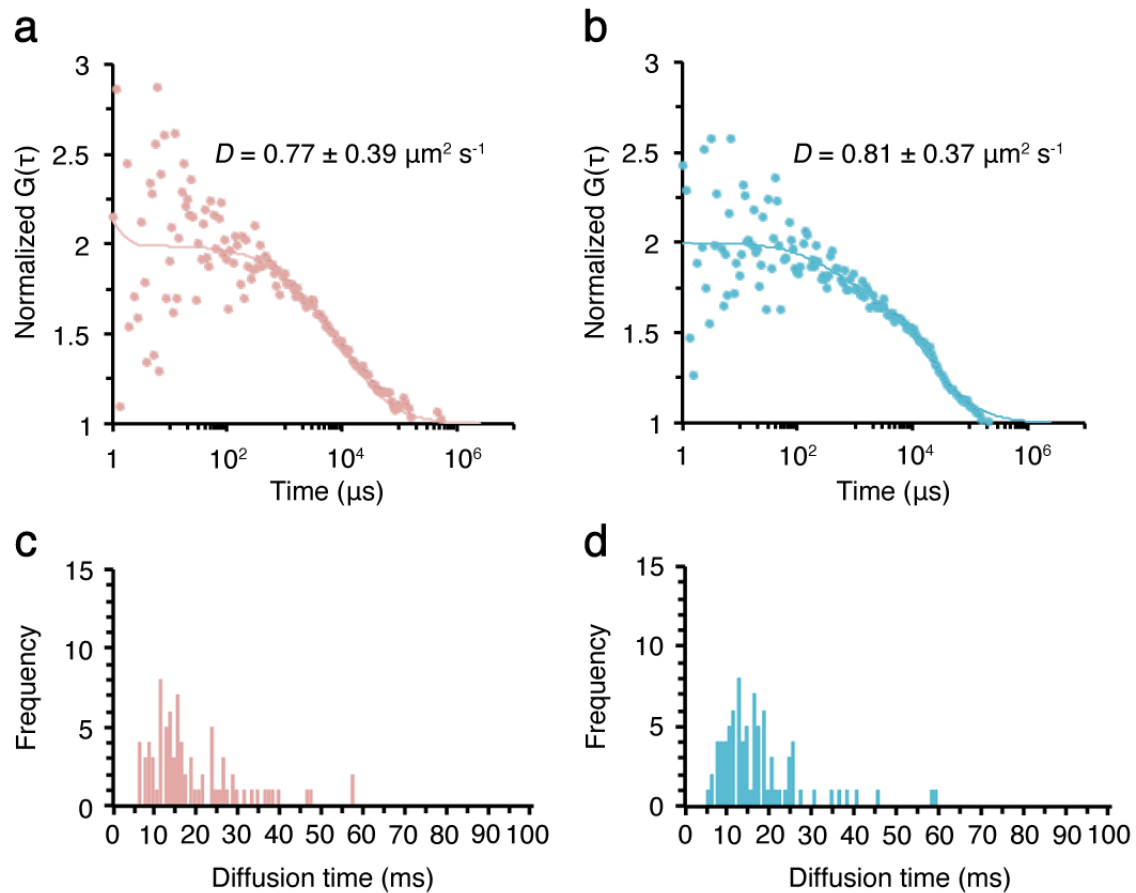 a
3
2.5
2
1.5
1
Normalized G(τ)
D = 0.77 ± 0.39 µm² s⁻¹
1 10² 10⁴ 10⁶
Time (µs)
b
3
2.5
2
1.5
1
Normalized G(τ)
D = 0.81 ± 0.37 µm² s⁻¹
1 10² 10⁴ 10⁶
Time (µs)
c
15
10
5
0
Frequency
0 10 20 30 40 50 60 70 80 90 100
Diffusion time (ms)
d
15
10
5
0
Frequency
0 10 20 30 40 50 60 70 80 90 100
Diffusion time (ms)